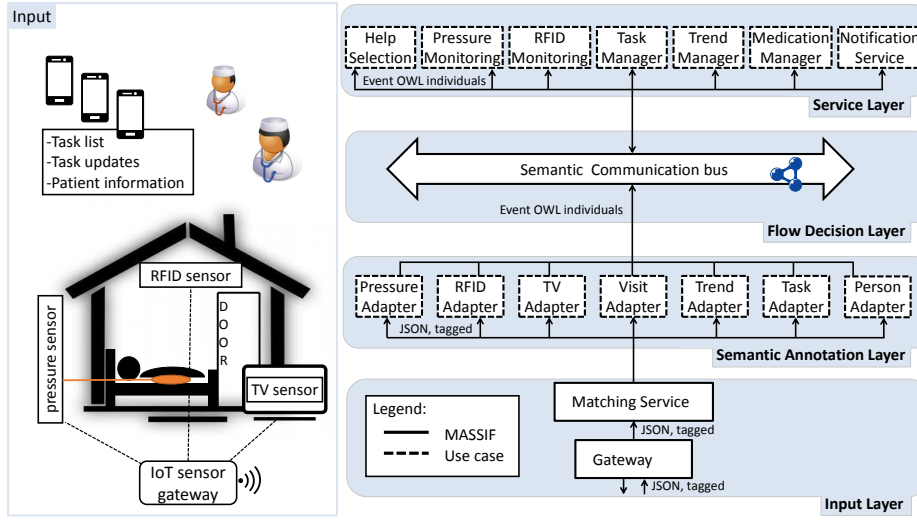 Input
-Task list
-Task updates
-Patient information
RFID sensor
pressure sensor
D
O
O
R
TV sensor
IoT sensor
gateway
Help
Selection
Pressure
Monitoring
RFID
Monitoring
Task
Manager
Trend
Manager
Medication
Manager
Notification
Service
Event OWL individuals
Service Layer
Semantic Communication bus
Event OWL individuals
Flow Decision Layer
Pressure
Adapter
RFID
Adapter
TV
Adapter
Visit
Adapter
Trend
Adapter
Task
Adapter
Person
Adapter
JSON, tagged
Semantic Annotation Layer
Legend:
MASSIF
Use case
Matching Service
JSON, tagged
Gateway
JSON, tagged
Input Layer